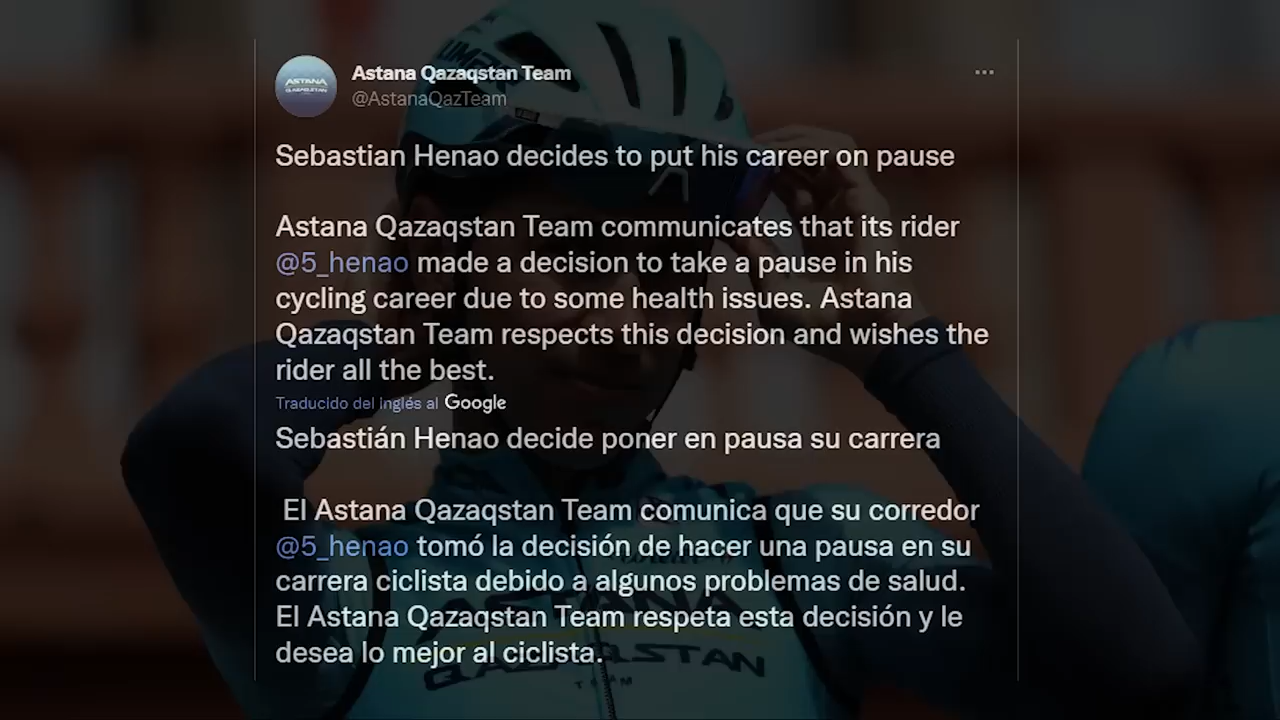 Astana Qazaqstan Team
@AstanaQazTeam
Sebastian Henao decides to put his career on pause
Astana Qazaqstan Team communicates that its rider
@5_henao made a decision to take a pause in his
cycling career due to some health issues. Astana
Qazaqstan Team respects this decision and wishes the
rider all the best.
Traducido del inglés al Google
Sebastián Henao decide poner en pausa su carrera
El Astana Qazaqstan Team comunica que su corredor
@5_henao tomó la decisión de hacer una pausa en su
carrera ciclista debido a algunos problemas de salud.
El Astana Qazaqstan Team respeta esta decisión y le
desea lo mejor al ciclista.
ASTANA
QAZAQSTAN
TEAM